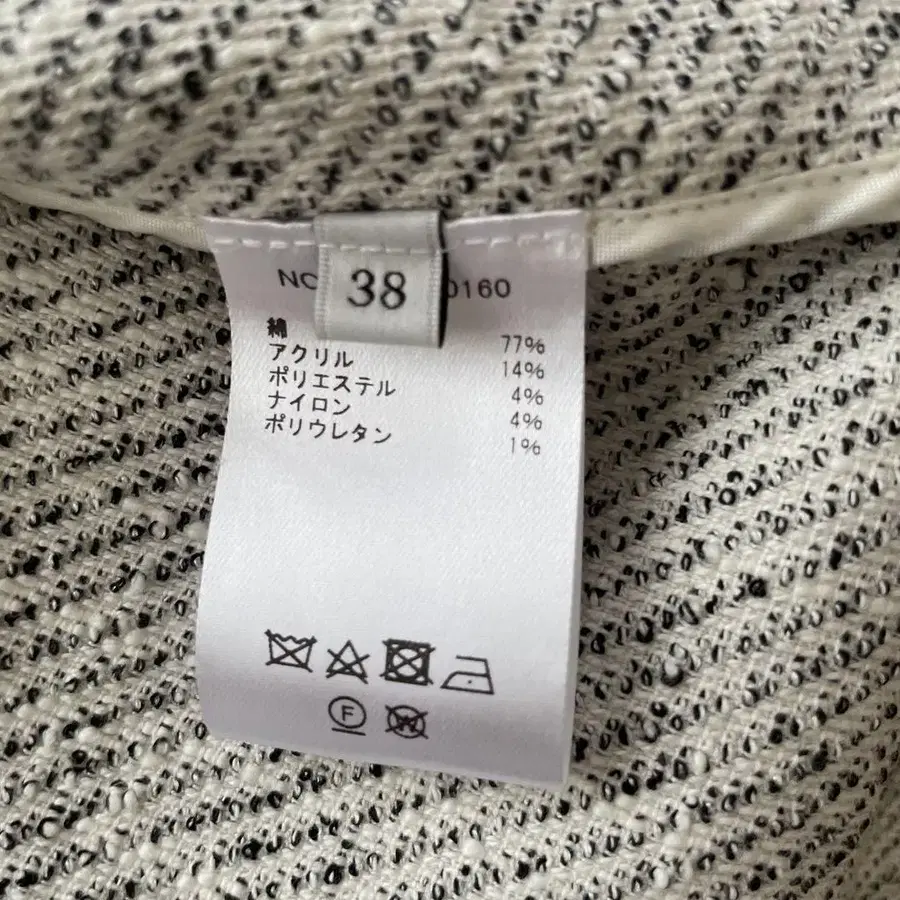 38
NO 0160
綿 77%
アクリル 14%
ポリエステル 4%
ナイロン 4%
ポリウレタン 1%
F
W